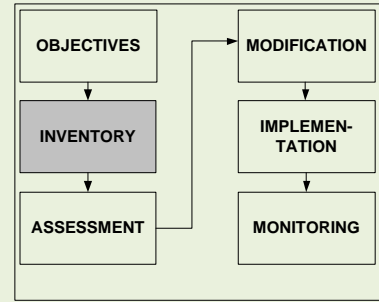 OBJECTIVES
INVENTORY
ASSESSMENT
MODIFICATION
IMPLEMEN-
TATION
MONITORING